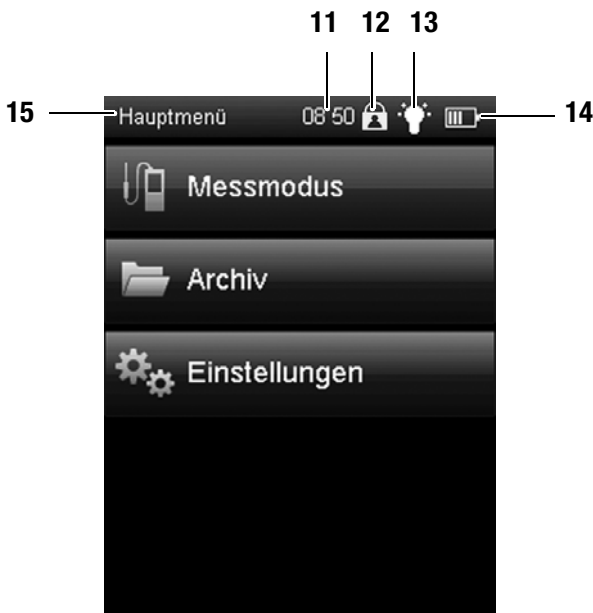 11 12 13
15 Hauptmenü 08:50 14
Messmodus
Archiv
Einstellungen